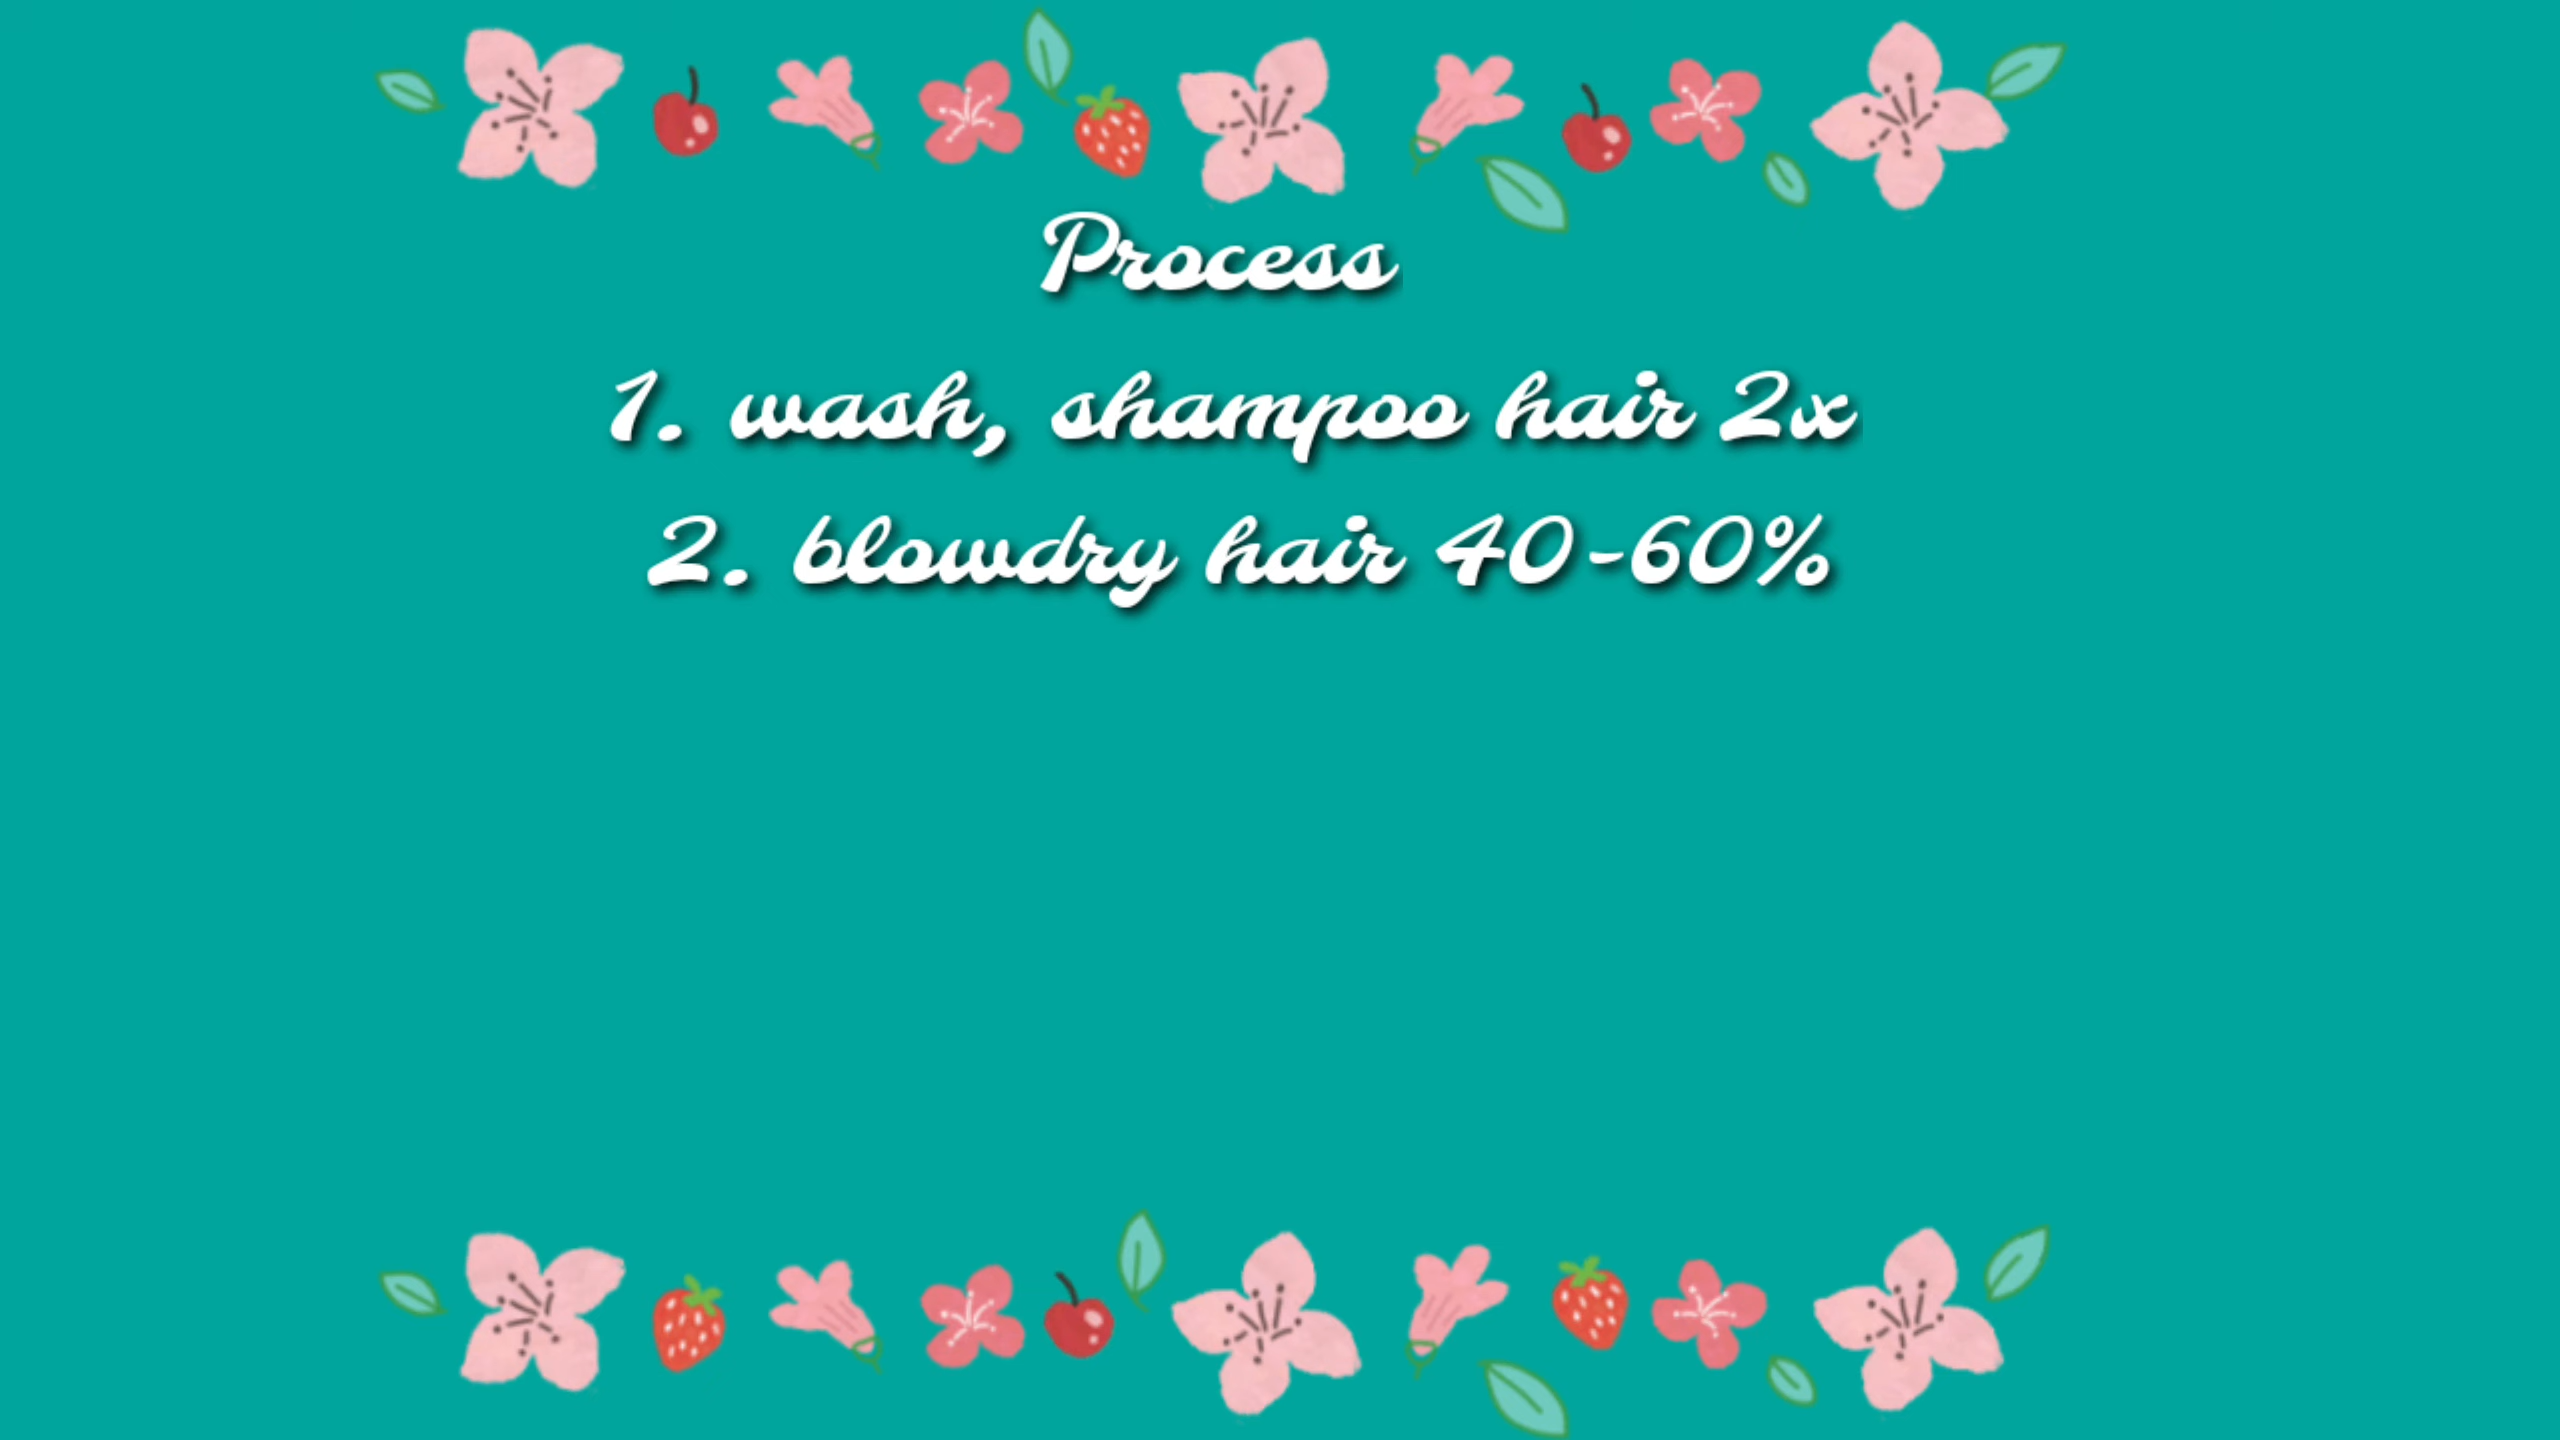 Process
1. wash, shampoo hair 2x
2. blowdry hair 40-60%